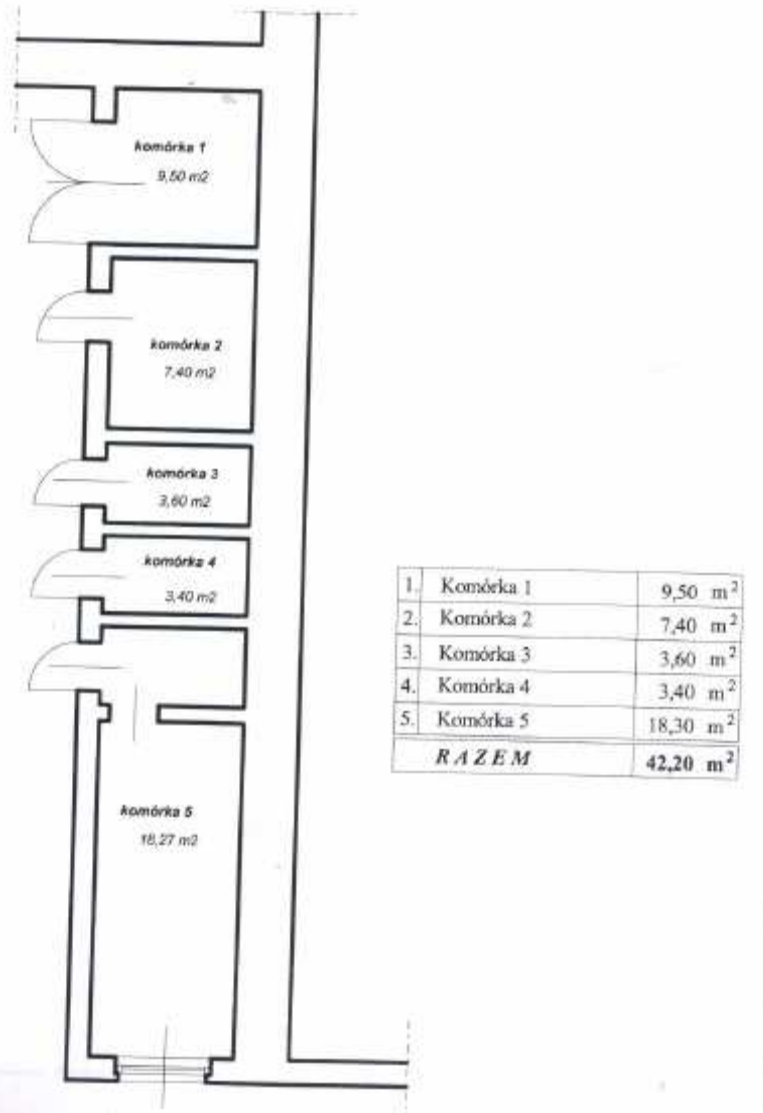 komórka 1
9,50 m2
komórka 2
7,40 m2
komórka 3
3,60 m2
komórka 4
3,40 m2
komórka 5
18,27 m2
1. Komórka 1 9,50 m²
2. Komórka 2 7,40 m²
3. Komórka 3 3,60 m²
4. Komórka 4 3,40 m²
5. Komórka 5 18,30 m²
RAZEM 42,20 m²